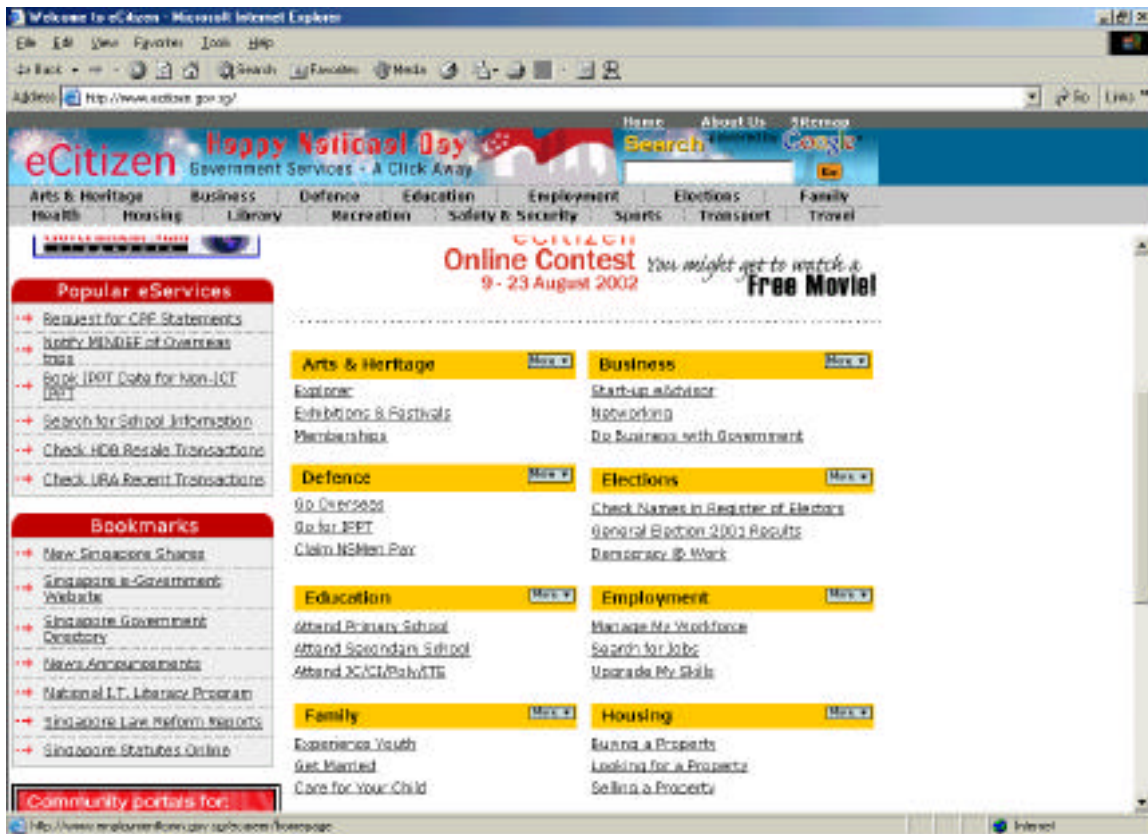 Welcome to eCitizen - Microsoft Internet Explorer
File Edit View Favorites Tools Help
Back Search Favorites Media
Address http://www.ecitizen.gov.sg/ Go Links
Home About Us Sitemap
eCitizen Happy National Day Search powered by Google
Government Services - A Click Away Go
Arts & Heritage Business Defence Education Employment Elections Family
Health Housing Library Recreation Safety & Security Sports Transport Travel
eCitizen
Online Contest You might get to watch a
9 - 23 August 2002 Free Movie!
Popular eServices
Request for CPF Statements
Notify MINDEF of Overseas
trips
Book IPPT Date for Non-ICT
IPPT
Search for School Information
Check HDB Resale Transactions
Check URA Recent Transactions
Bookmarks
New Singapore Shares
Singapore e-Government
Website
Singapore Government
Directory
News Announcements
National I.T. Literacy Program
Singapore Law Reform Reports
Singapore Statutes Online
Community portals for:
Arts & Heritage More
Explorer
Exhibitions & Festivals
Memberships
Business More
Start-up eAdvisor
Networking
Do Business with Government
Defence More
Go Overseas
Go for IPPT
Claim NSMen Pay
Elections More
Check Names in Register of Electors
General Election 2001 Results
Democracy @ Work
Education More
Attend Primary School
Attend Secondary School
Attend JC/CI/Poly/ITE
Employment More
Manage My Workforce
Search for Jobs
Upgrade My Skills
Family More
Experience Youth
Get Married
Care for Your Child
Housing More
Buying a Property
Looking for a Property
Selling a Property
Internet